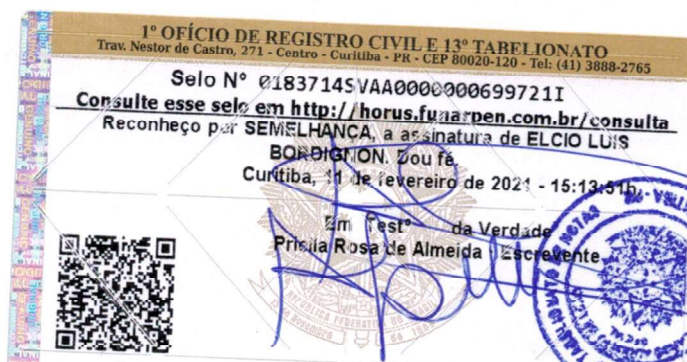 1º OFÍCIO DE REGISTRO CIVIL E 13º TABELIONATO
Trav. Nestor de Castro, 271 - Centro - Curitiba - PR - CEP 80020-120 - Tel: (41) 3888-2765
Selo Nº 0183714SVAA0000000699721I
Consulte esse selo em http://horus.funarpen.com.br/consulta
Reconheço por SEMELHANÇA, a assinatura de ELCIO LUIS
BORDIGNON. Dou fé.
Curitiba, 11 de fevereiro de 2021 - 15:13:51h.
Em Testº da Verdade
Priscila Rosa de Almeida Escrevente